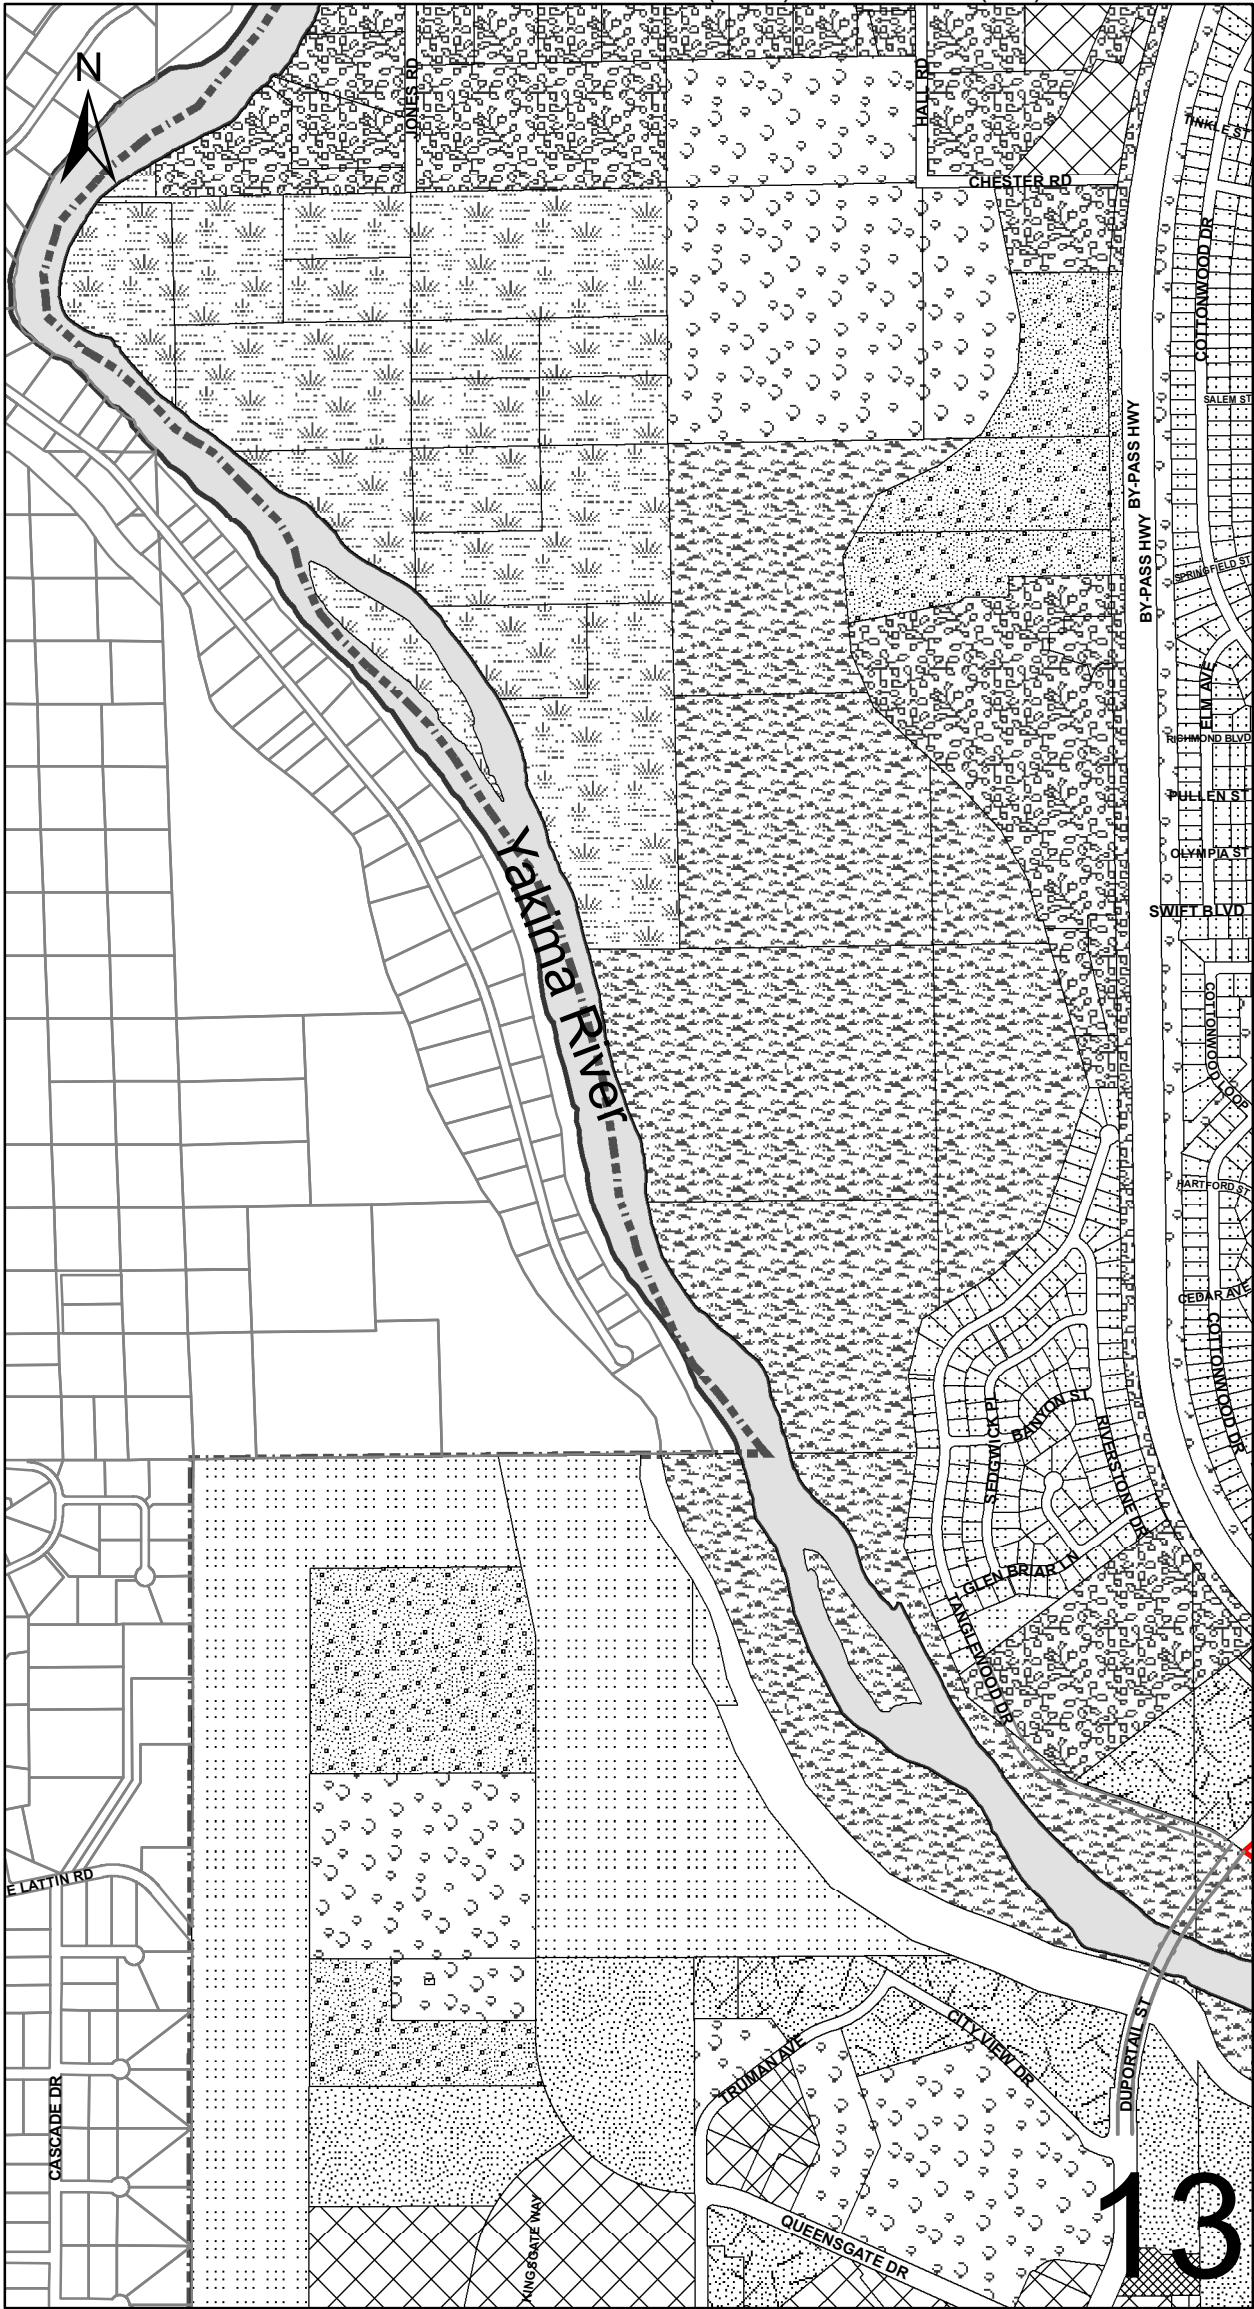 N
JONES RD
HALL RD
TINKLE ST
CHESTER RD
COTTONWOOD DR
SALEM ST
BY-PASS HWY
BY-PASS HWY
SPRINGFIELD ST
ELM AVE
RICHMOND BLVD
PULLEN ST
OLYMPIA ST
SWIFT BLVD
Yakima River
COTTONWOOD LOOP
HARTFORD ST
CEDAR AVE
COTTONWOOD DR
SEDGWICK PL
BANYON ST
RIVERSTONE DR
GLEN BRIAR LN
TANGLEWOOD DR
E LATTIN RD
CITY VIEW DR
TRUMAN AVE
DUPORTAIL ST
CASCADE DR
KINGSGATE WAY
QUEENSGATE DR
13